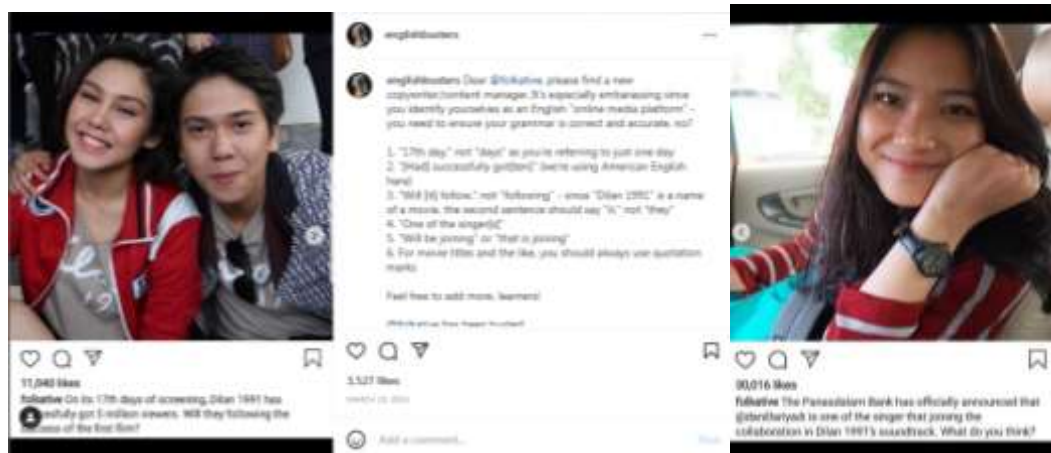 11,040 likes
folkative On its 17th days of screening, Dilan 1991 has
successfully got 5 million viewers. Will they following the
success of the first film?
englishbusters
englishbusters Dear @folkative, please find a new
copywriter/content manager. It's especially embarassing since
you identify yourselves as an English "online media platform" -
you need to ensure your grammar is correct and accurate, no?
1. "17th day," not "days" as you're referring to just one day
2. "[Had] successfully got[ten]" (we're using American English
here)
3. "Will [it] follow," not "following" - since "Dilan 1991" is a name
of a movie, the second sentence should say "it," not "they"
4. "One of the singer[s]"
5. "Will be joining" or "that is joining"
6. For movie titles and the like, you should always use quotation
marks
Feel free to add more, learners!
@folkative has been busted!
3,527 likes
Add a comment...
Post
30,016 likes
folkative The Panasdalam Bank has officially announced that
is one of the singer that joining the
collaboration in Dilan 1991's soundtrack. What do you think?